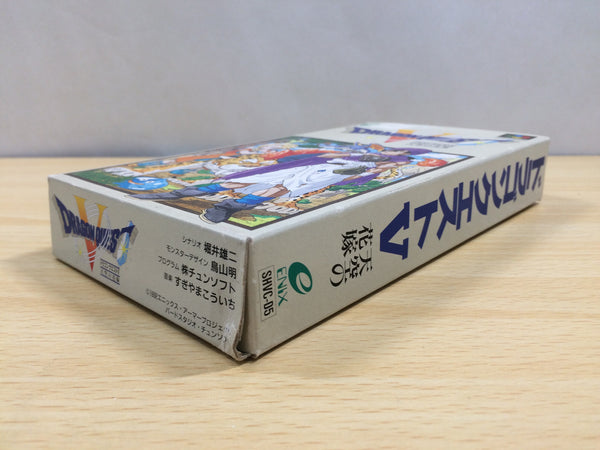 DRAGON QUEST
V
シナリオ 堀井雄二
モンスターデザイン 鳥山明
プログラム 株チュンソフト
音楽 すぎやまこういち
ドラゴンクエストV
天空の
花嫁
ENIX
SHVC-D5
DRAGON QUEST
V